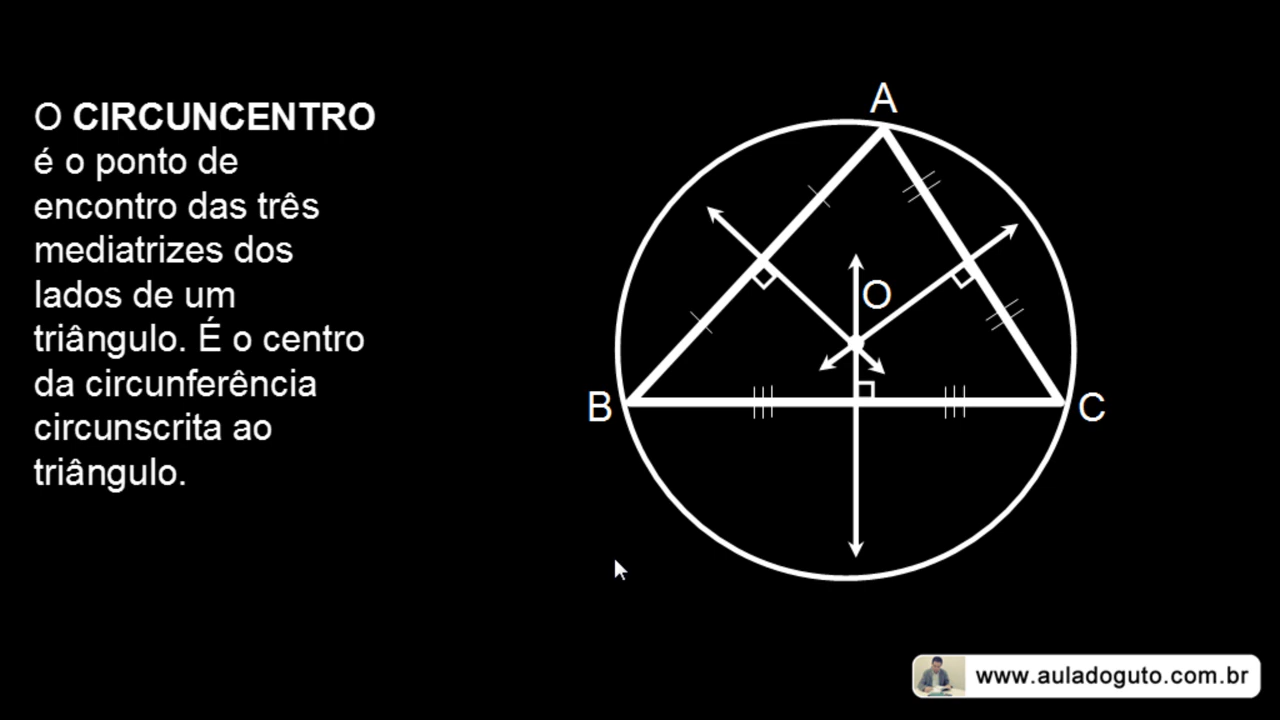 O CIRCUNCENTRO
é o ponto de
encontro das três
mediatrizes dos
lados de um
triângulo. É o centro
da circunferência
circunscrita ao
triângulo.
A
O
B
C
www.auladoguto.com.br